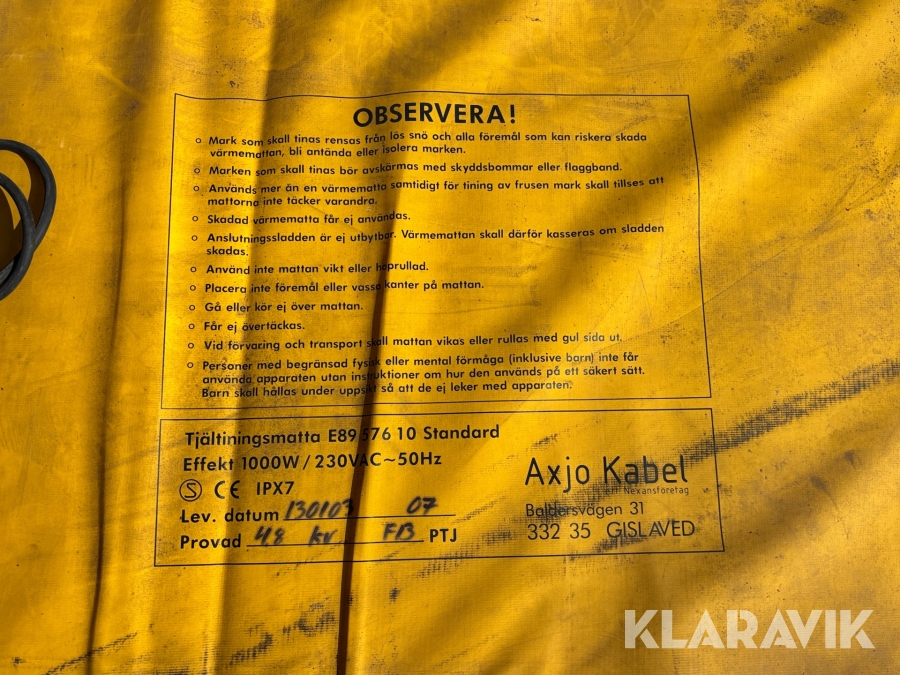 OBSERVERA!
o Mark som skall tinas rensas från lös snö och alla föremål som kan riskera skada
värmemattan, bli antända eller isolera marken.
o Marken som skall tinas bör avskärmas med skyddsbommar eller flaggband.
o Används mer än en värmematta samtidigt för tining av frusen mark skall tillses att
mattorna inte täcker varandra.
o Skadad värmematta får ej användas.
o Anslutningssladden är ej utbytbar. Värmemattan skall därför kasseras om sladden
skadas.
o Använd inte mattan vikt eller hoprullad.
o Placera inte föremål eller vassa kanter på mattan.
o Gå eller kör ej över mattan.
o Får ej övertäckas.
o Vid förvaring och transport skall mattan vikas eller rullas med gul sida ut.
o Personer med begränsad fysisk eller mental förmåga (inklusive barn) inte får
använda apparaten utan instruktioner om hur den används på ett säkert sätt.
Barn skall hållas under uppsikt så att de ej leker med apparaten.
Tjältiningsmatta E89 576 10 Standard
Effekt 1000W / 230VAC~50Hz
S CE IPX7
Lev. datum 130103 07
Provad 4,8 kv FB PTJ
Axjo Kabel
ett Nexansföretag
Baldersvägen 31
332 35 GISLAVED
KLARAVIK